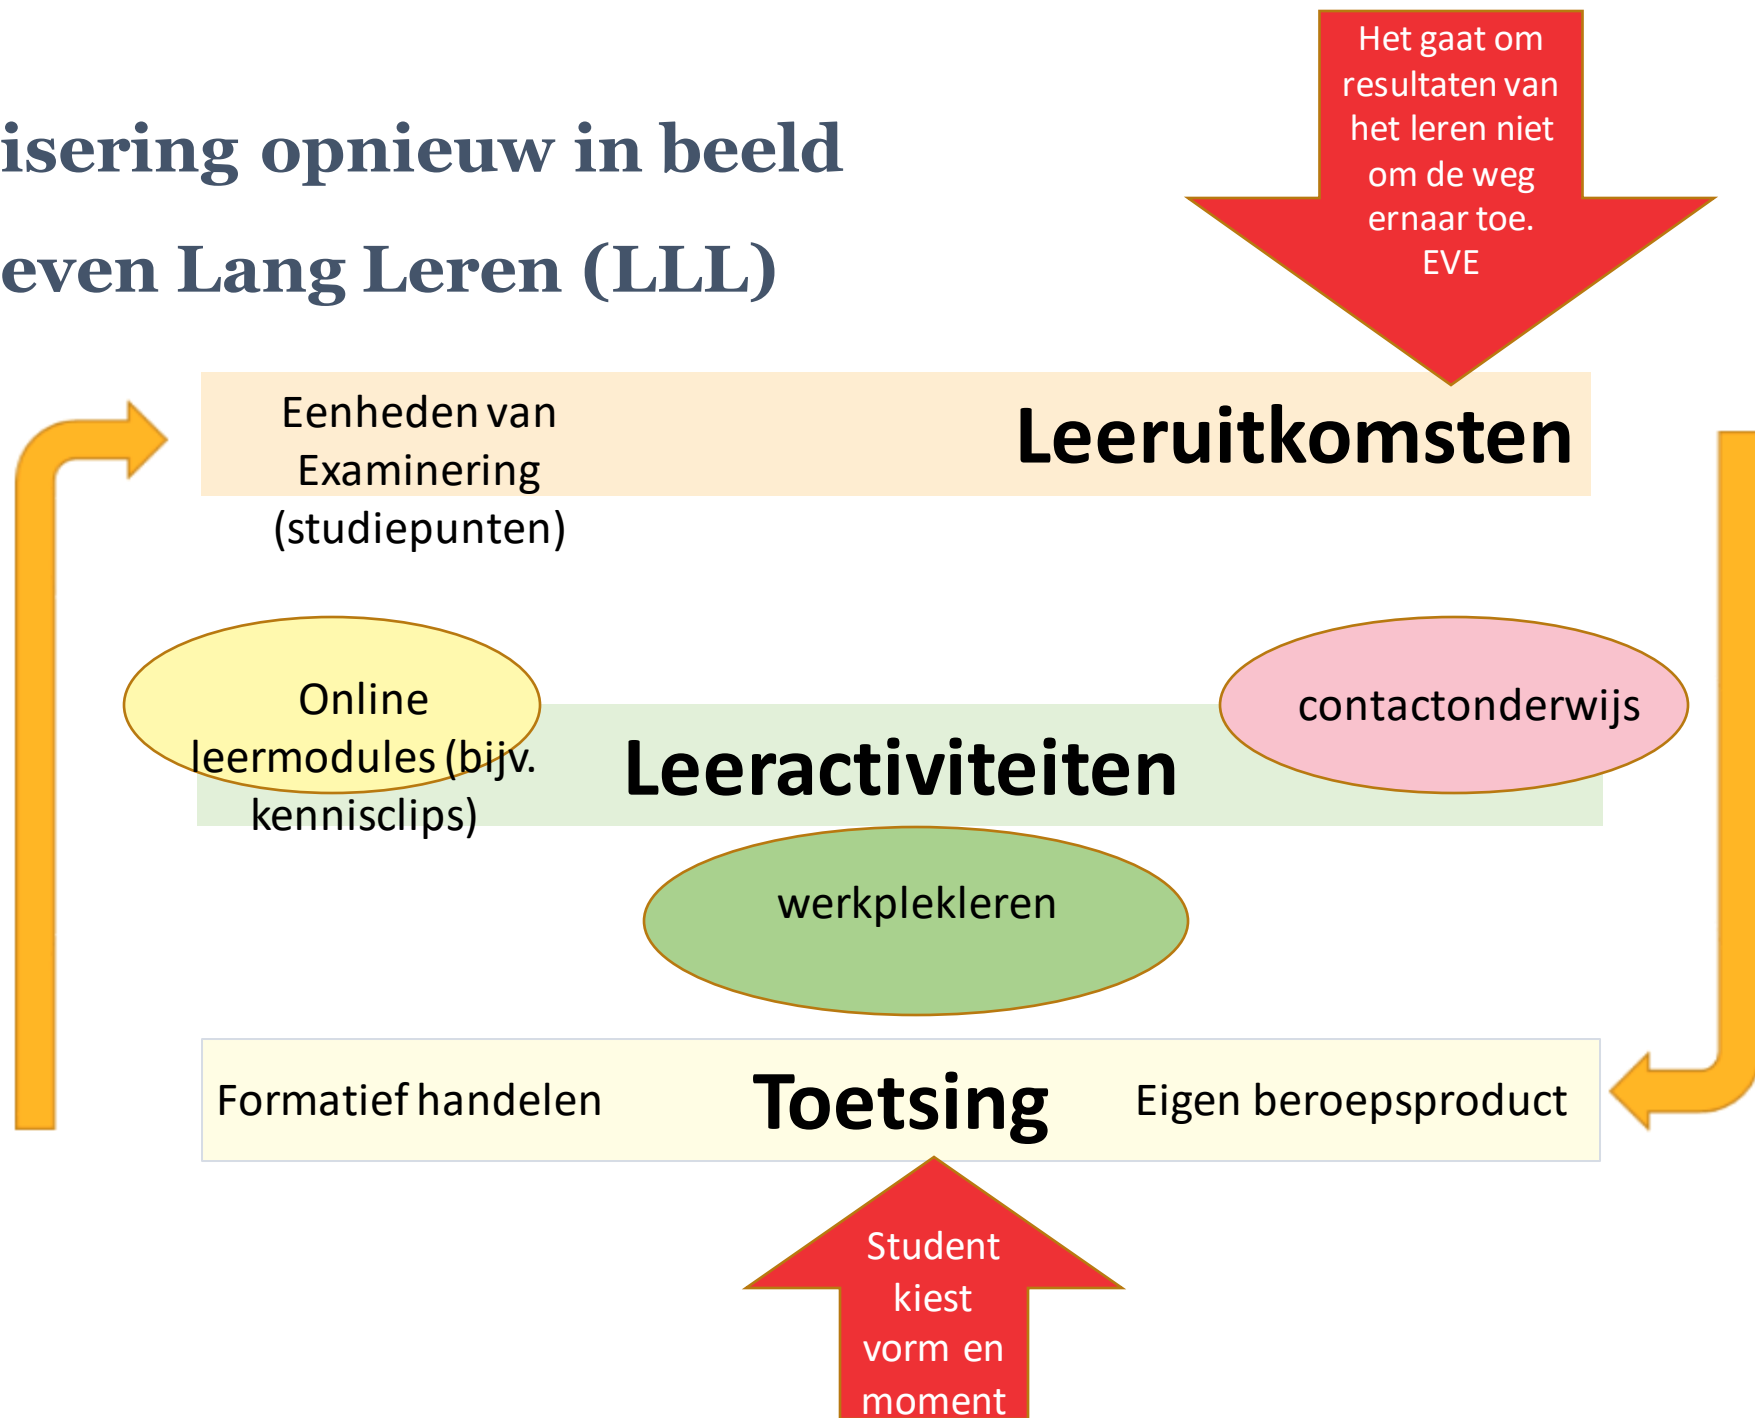 isering opnieuw in beeld
even Lang Leren (LLL)
Het gaat om
resultaten van
het leren niet
om de weg
ernaar toe.
EVE
Eenheden van
Examinering
(studiepunten)
Leeruitkomsten
Online
leermodules (bijv.
kennisclips)
Leeractiviteiten
contactonderwijs
werkplekleren
Formatief handelen
Toetsing
Eigen beroepsproduct
Student
kiest
vorm en
moment